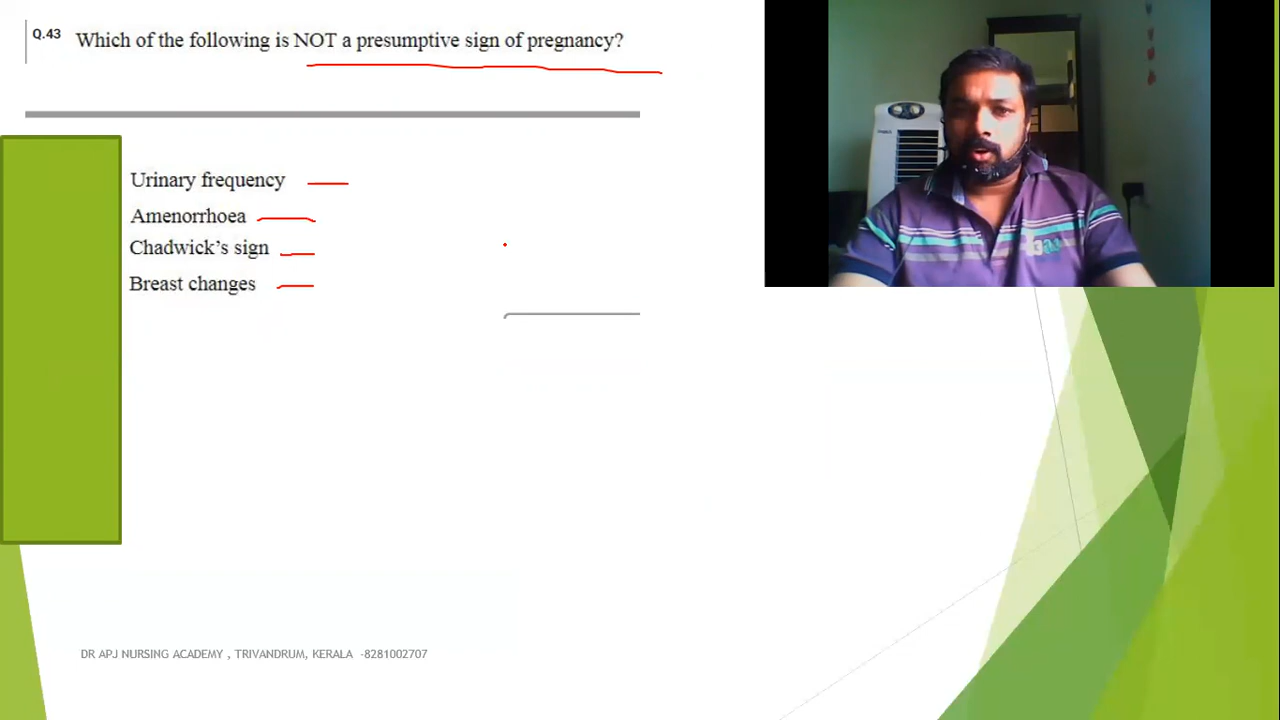 Q.43 Which of the following is NOT a presumptive sign of pregnancy?
Urinary frequency
Amenorrhoea
Chadwick’s sign
Breast changes
DR APJ NURSING ACADEMY , TRIVANDRUM, KERALA -8281002707